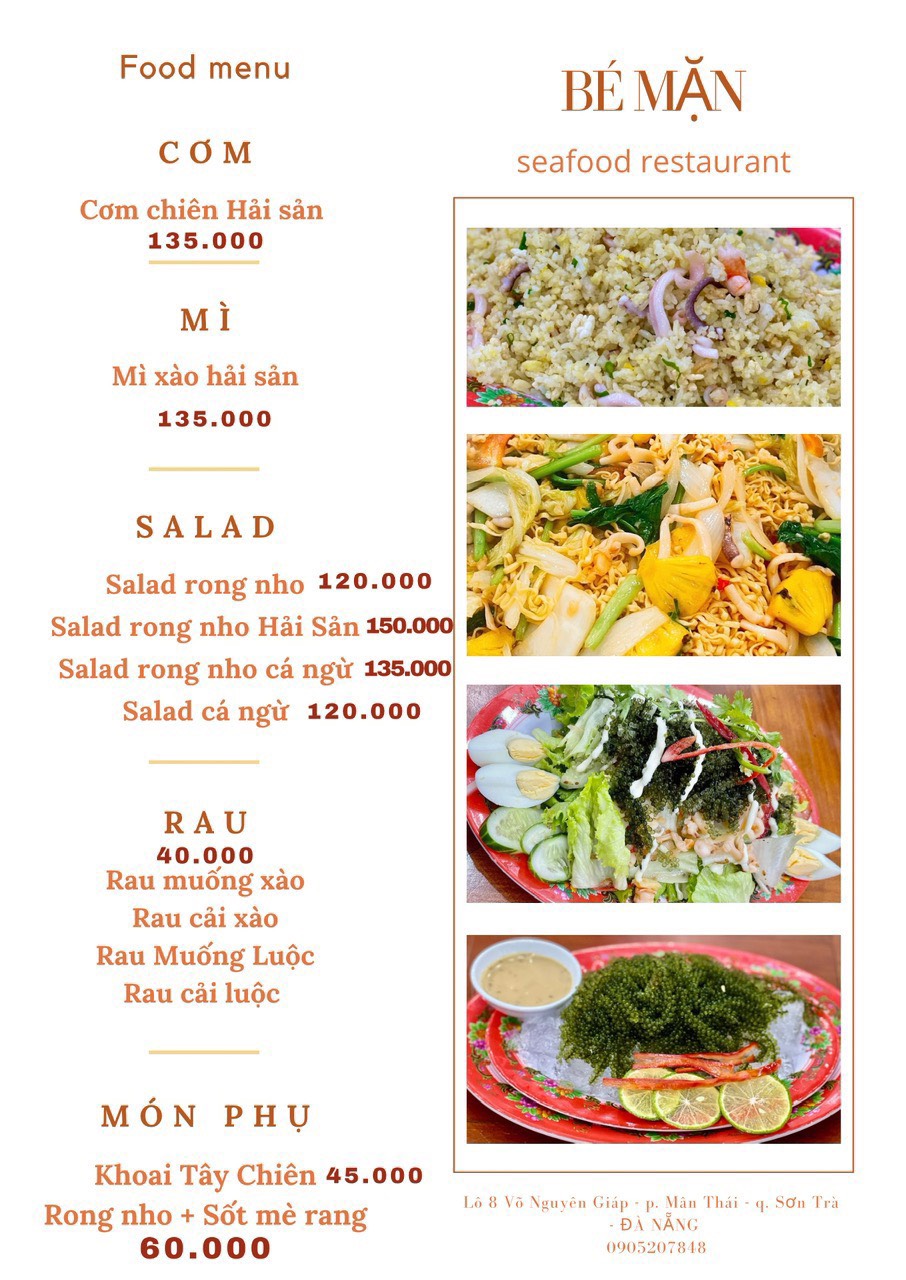 Food menu
CƠM
Cơm chiên Hải sản
135.000
MÌ
Mì xào hải sản
135.000
SALAD
Salad rong nho 120.000
Salad rong nho Hải Sản 150.000
Salad rong nho cá ngừ 135.000
Salad cá ngừ 120.000
RAU
40.000
Rau muống xào
Rau cải xào
Rau Muống Luộc
Rau cải luộc
MÓN PHỤ
Khoai Tây Chiên 45.000
Rong nho + Sốt mè rang
60.000
BÉ MẶN
seafood restaurant
Lô 8 Võ Nguyên Giáp - p. Mân Thái - q. Sơn Trà
- ĐÀ NẴNG
0905207848